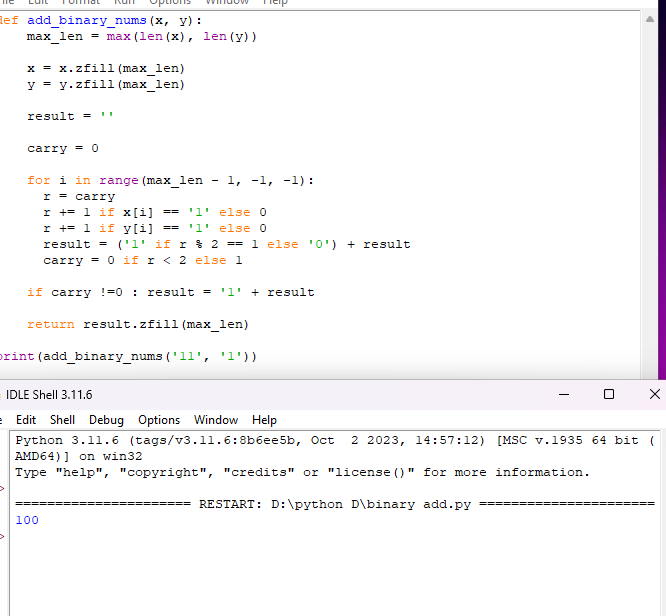 File Edit Format Run Options Window Help
def add_binary_nums(x, y):
    max_len = max(len(x), len(y))
    x = x.zfill(max_len)
    y = y.zfill(max_len)
    result = ''
    carry = 0
    for i in range(max_len - 1, -1, -1):
      r = carry
      r += 1 if x[i] == '1' else 0
      r += 1 if y[i] == '1' else 0
      result = ('1' if r % 2 == 1 else '0') + result
      carry = 0 if r < 2 else 1
    if carry !=0 : result = '1' + result
    return result.zfill(max_len)
print(add_binary_nums('11', '1'))
IDLE Shell 3.11.6
e Edit Shell Debug Options Window Help
Python 3.11.6 (tags/v3.11.6:8b6ee5b, Oct  2 2023, 14:57:12) [MSC v.1935 64 bit (
AMD64)] on win32
Type "help", "copyright", "credits" or "license()" for more information.
>
====================== RESTART: D:\python D\binary add.py ======================
100
>